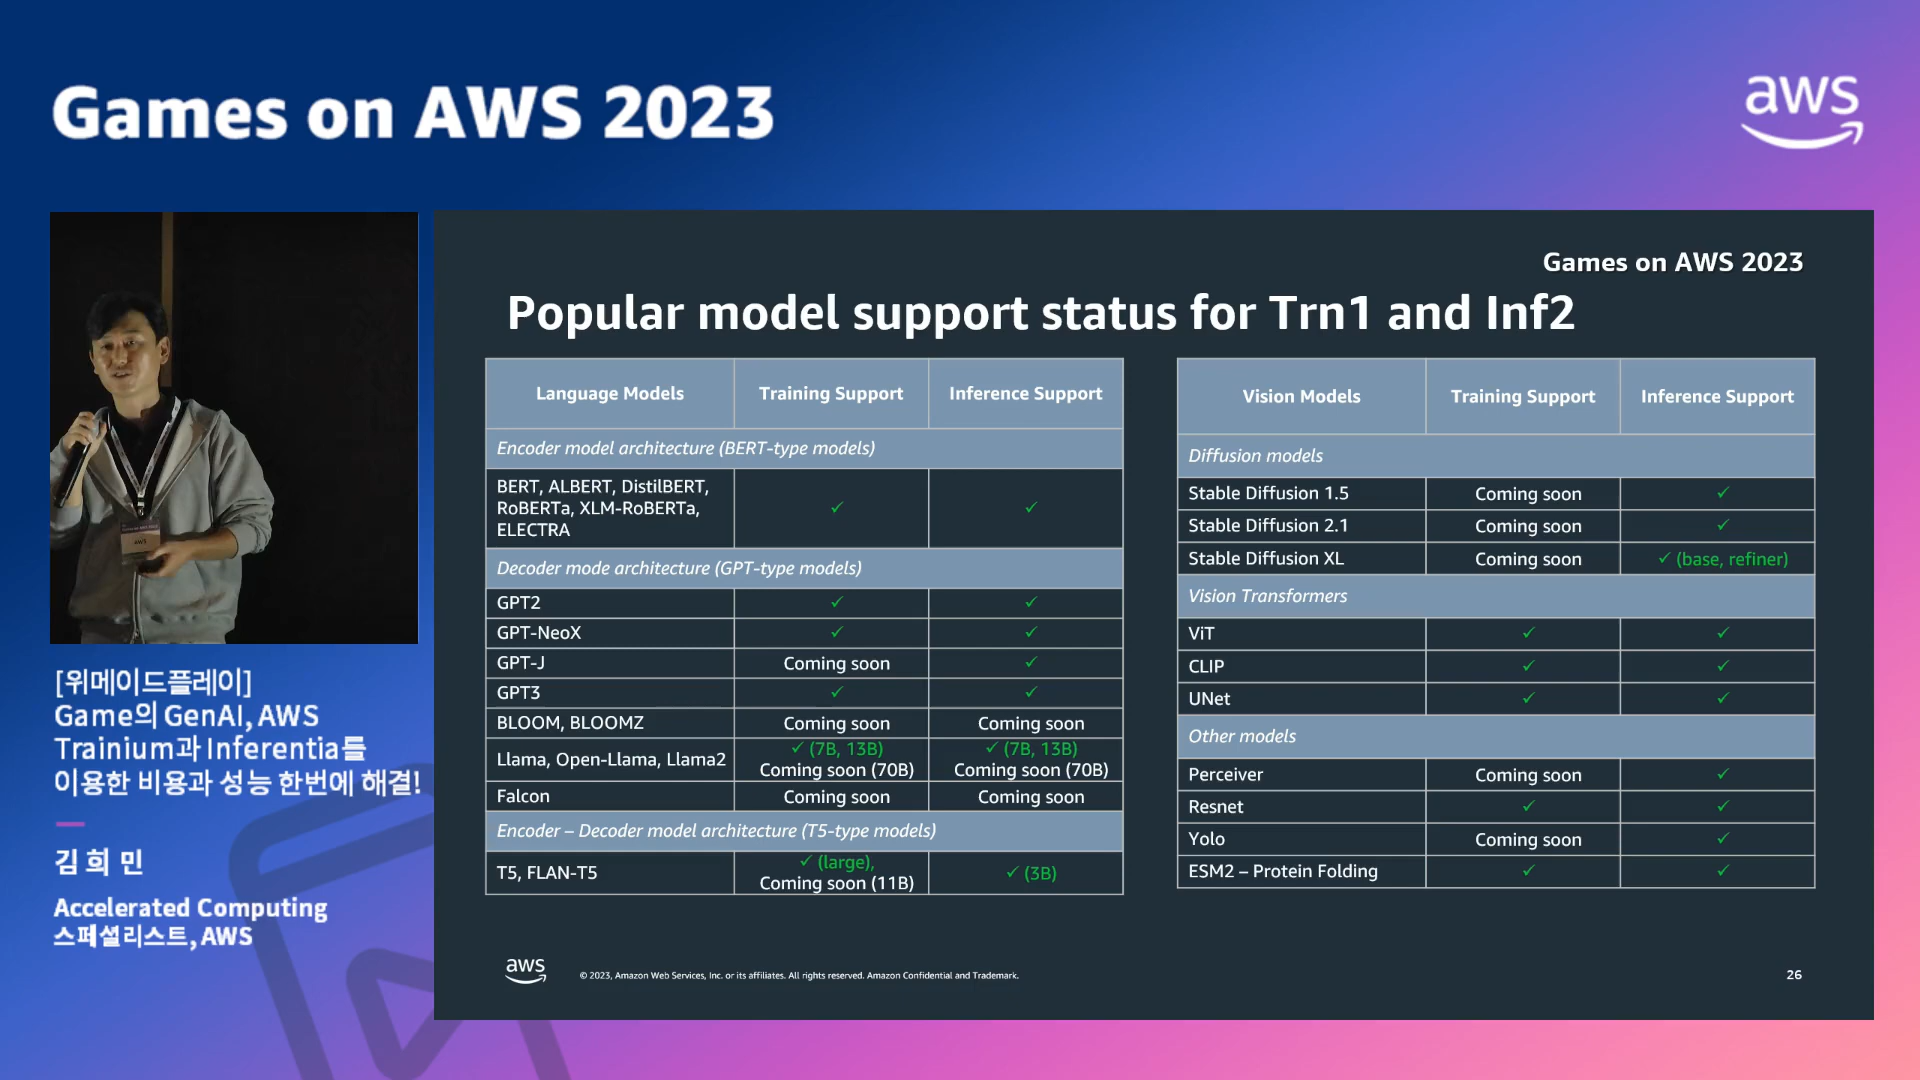 Games on AWS 2023
aws
Games on AWS 2023
Popular model support status for Trn1 and Inf2
Language Models Training Support Inference Support
Encoder model architecture (BERT-type models)
BERT, ALBERT, DistilBERT,
RoBERTa, XLM-RoBERTa,
ELECTRA ✓ ✓
Decoder mode architecture (GPT-type models)
GPT2 ✓ ✓
GPT-NeoX ✓ ✓
GPT-J Coming soon ✓
GPT3 ✓ ✓
BLOOM, BLOOMZ Coming soon Coming soon
Llama, Open-Llama, Llama2 ✓ (7B, 13B) ✓ (7B, 13B)
Coming soon (70B) Coming soon (70B)
Falcon Coming soon Coming soon
Encoder – Decoder model architecture (T5-type models)
T5, FLAN-T5 ✓ (large), ✓ (3B)
Coming soon (11B)
Vision Models Training Support Inference Support
Diffusion models
Stable Diffusion 1.5 Coming soon ✓
Stable Diffusion 2.1 Coming soon ✓
Stable Diffusion XL Coming soon ✓ (base, refiner)
Vision Transformers
ViT ✓ ✓
CLIP ✓ ✓
UNet ✓ ✓
Other models
Perceiver Coming soon ✓
Resnet ✓ ✓
Yolo Coming soon ✓
ESM2 – Protein Folding ✓ ✓
aws
© 2023, Amazon Web Services, Inc. or its affiliates. All rights reserved. Amazon Confidential and Trademark.
26
[위메이드플레이]
Game의 GenAI, AWS
Trainium과 Inferentia를
이용한 비용과 성능 한번에 해결!
김 희 민
Accelerated Computing
스페셜리스트, AWS